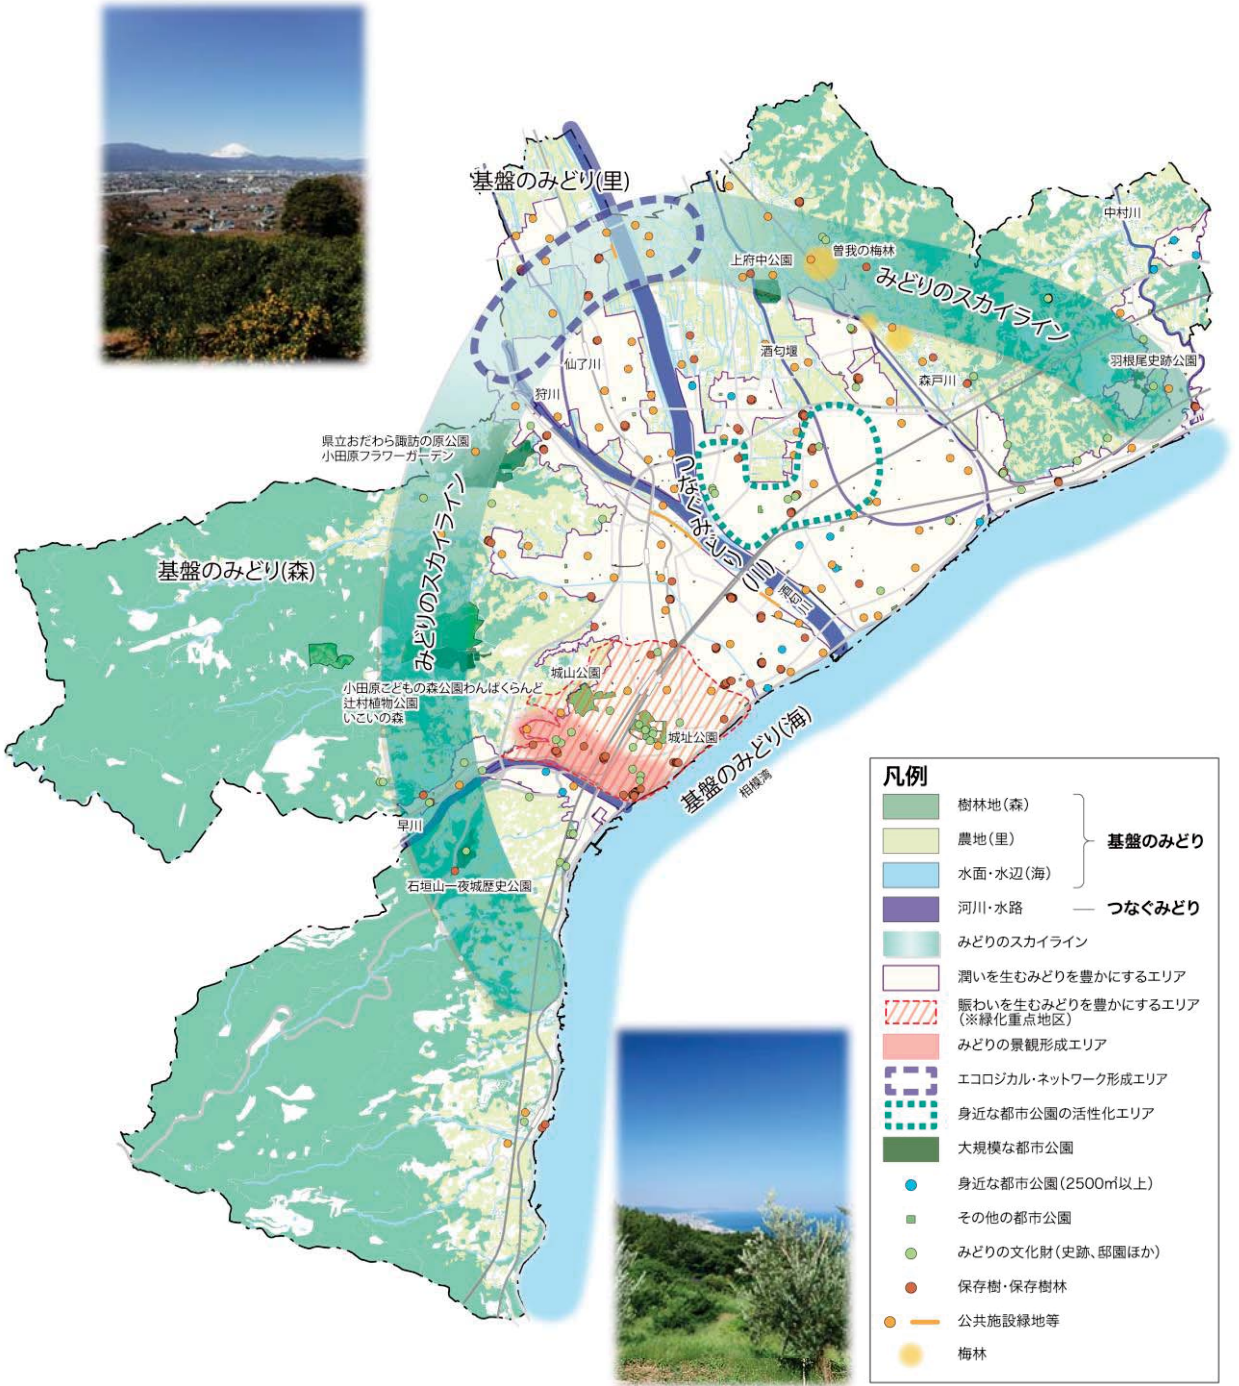 基盤のみどり(里)
中村川
曽我の梅林
上府中公園
みどりのスカイライン
酒匂堰
仙了川
羽根尾史跡公園
森戸川
狩川
県立おだわら諏訪の原公園
小田原フラワーガーデン
つなぐみどり(川)
みどりのスカイライン
基盤のみどり(森)
酒匂川
城山公園
小田原こどもの森公園わんぱくらんど
辻村植物公園
いこいの森
城址公園
基盤のみどり(海)
相模湾
早川
石垣山一夜城歴史公園
凡例
樹林地(森)
農地(里)
基盤のみどり
水面・水辺(海)
河川・水路
つなぐみどり
みどりのスカイライン
潤いを生むみどりを豊かにするエリア
賑わいを生むみどりを豊かにするエリア
(※緑化重点地区)
みどりの景観形成エリア
エコロジカル・ネットワーク形成エリア
身近な都市公園の活性化エリア
大規模な都市公園
身近な都市公園(2500㎡以上)
その他の都市公園
みどりの文化財(史跡、邸園ほか)
保存樹・保存樹林
公共施設緑地等
梅林